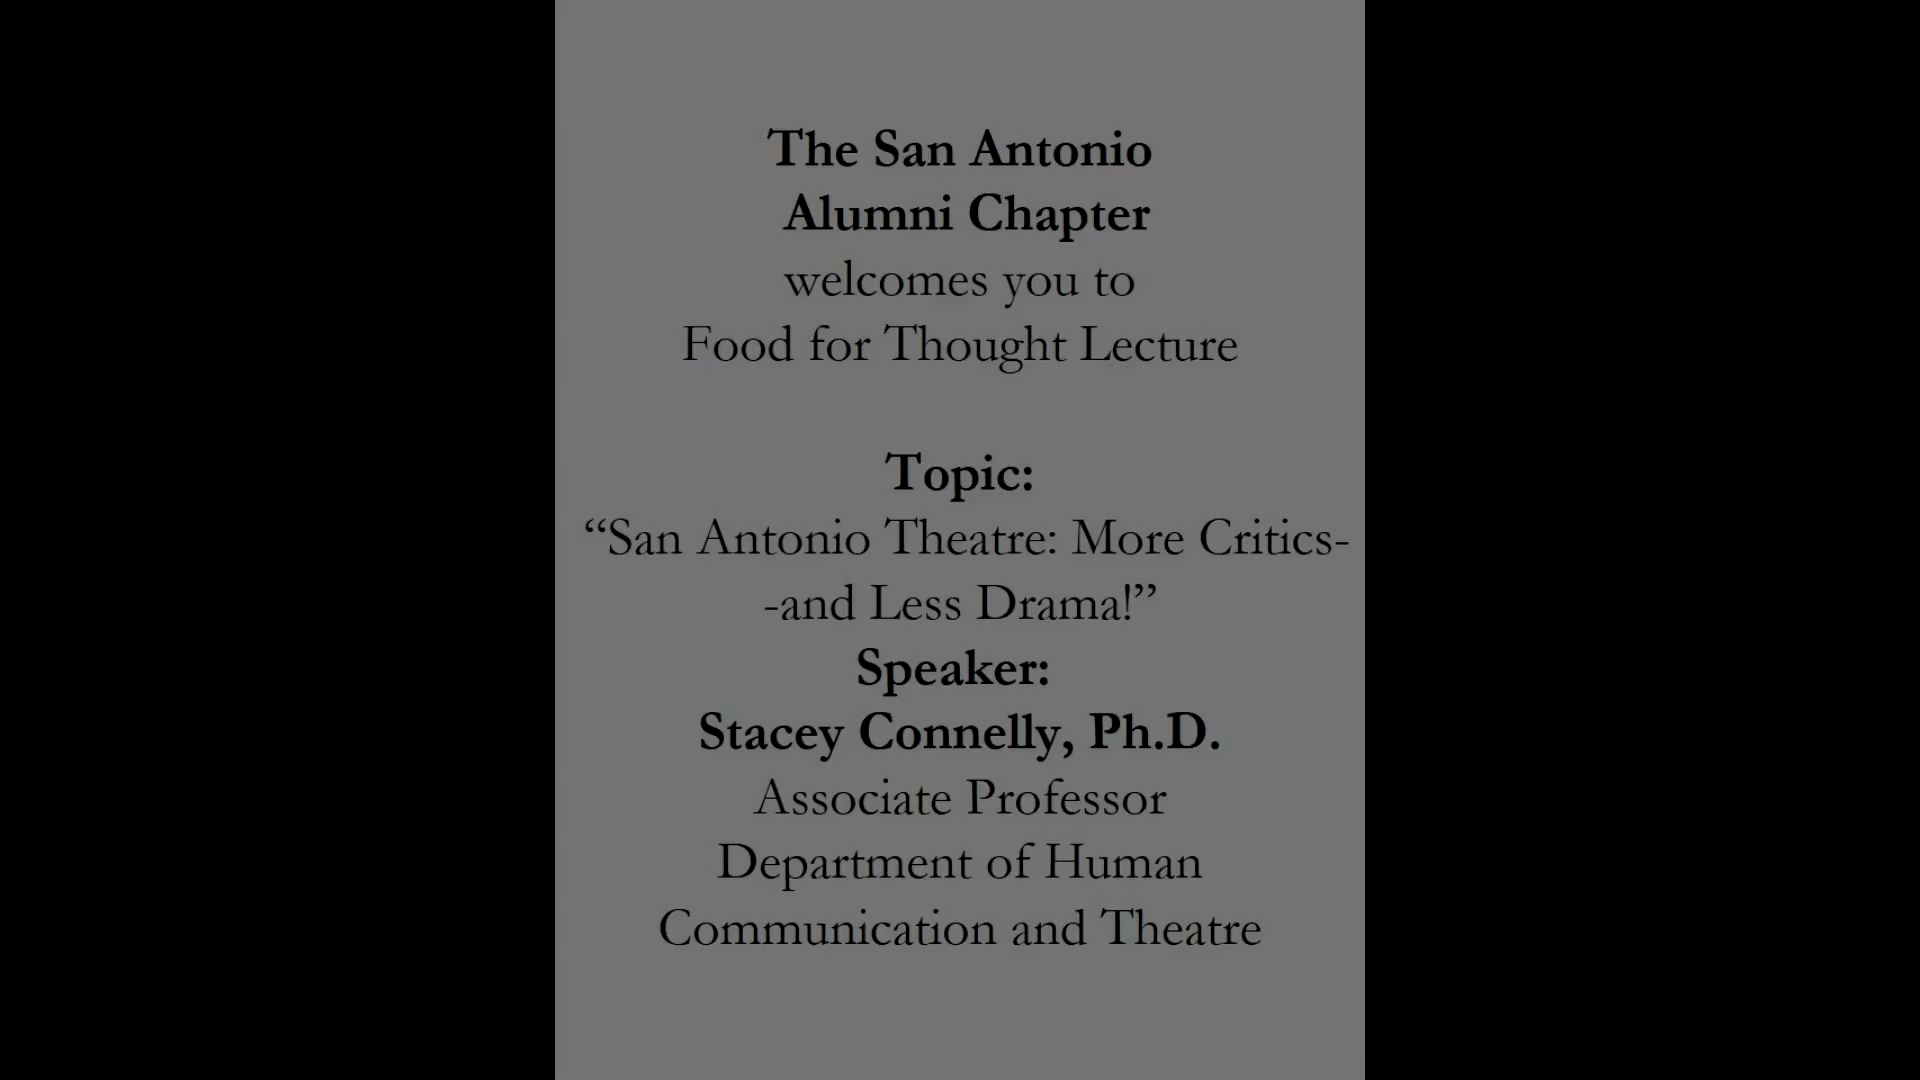 The San Antonio
Alumni Chapter
welcomes you to
Food for Thought Lecture
Topic:
“San Antonio Theatre: More Critics-
-and Less Drama!”
Speaker:
Stacey Connelly, Ph.D.
Associate Professor
Department of Human
Communication and Theatre